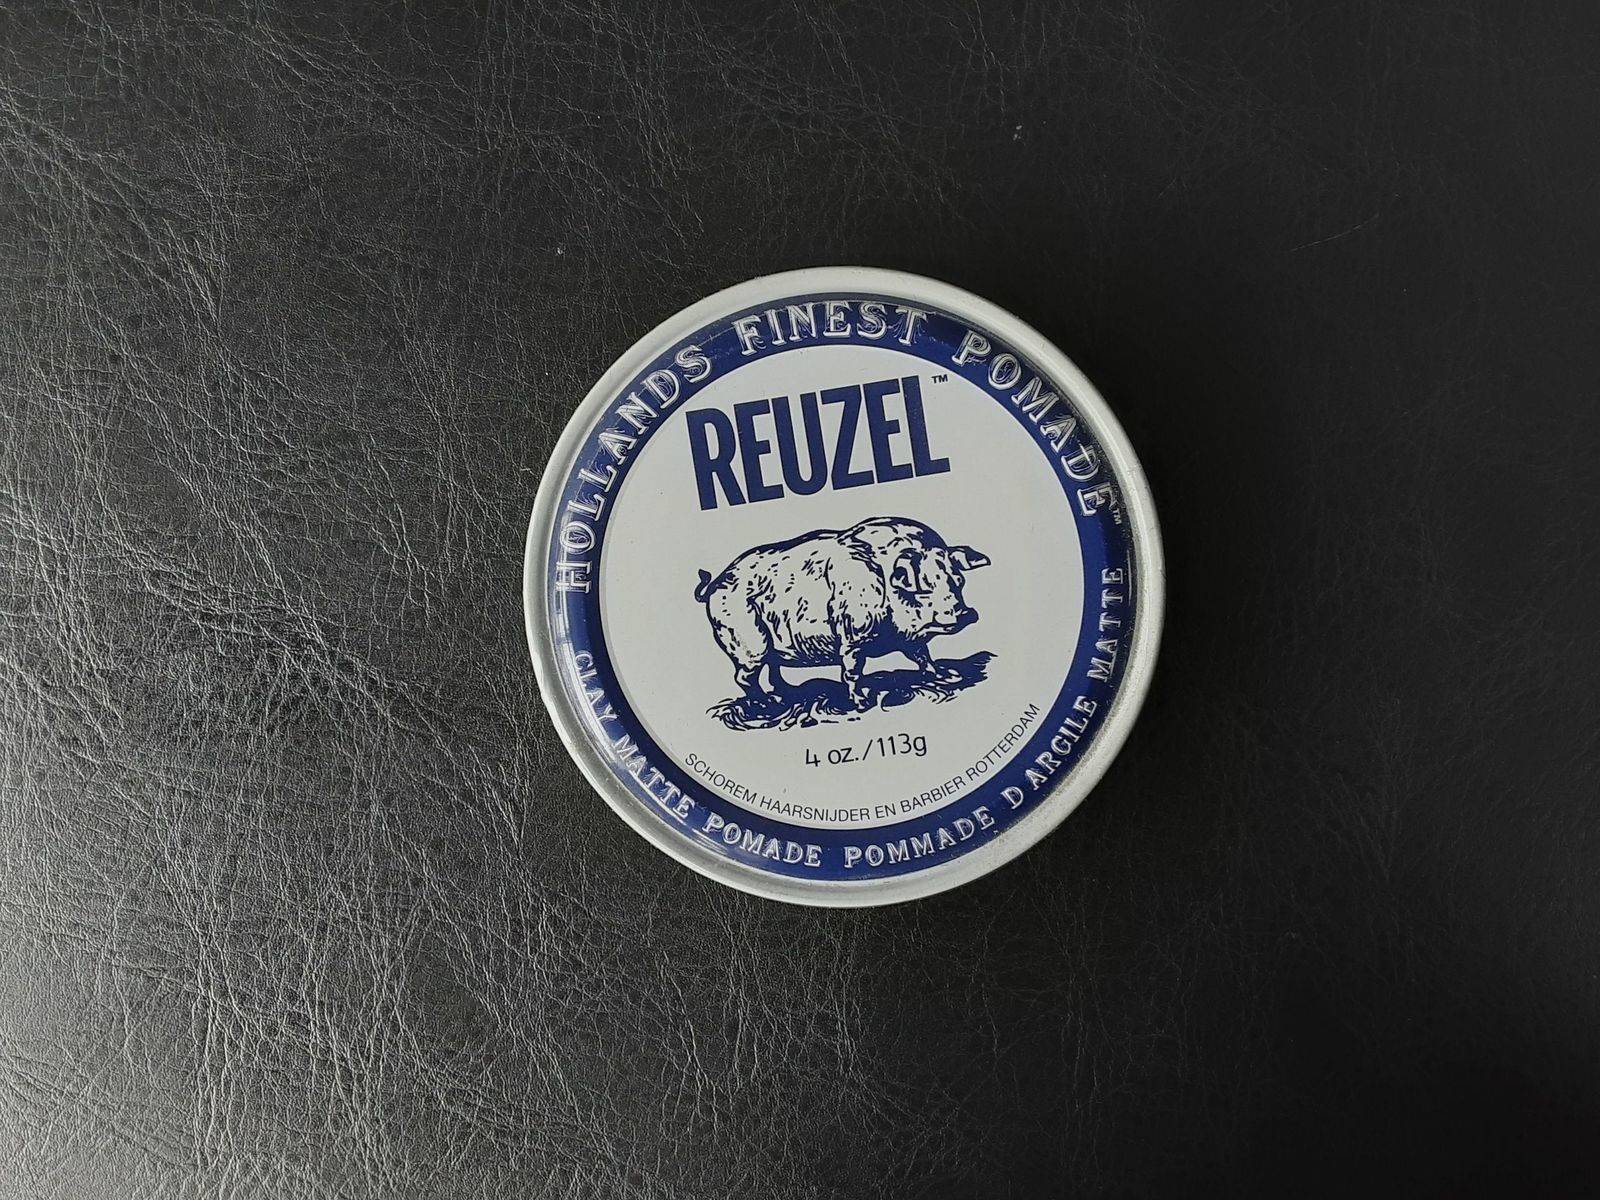 HOLLANDS FINEST POMADE™
REUZEL™
4 oz./113g
SCHOREM HAARSNIJDER EN BARBIER ROTTERDAM
CLAY MATTE POMADE POMMADE D ARGILE MATTE